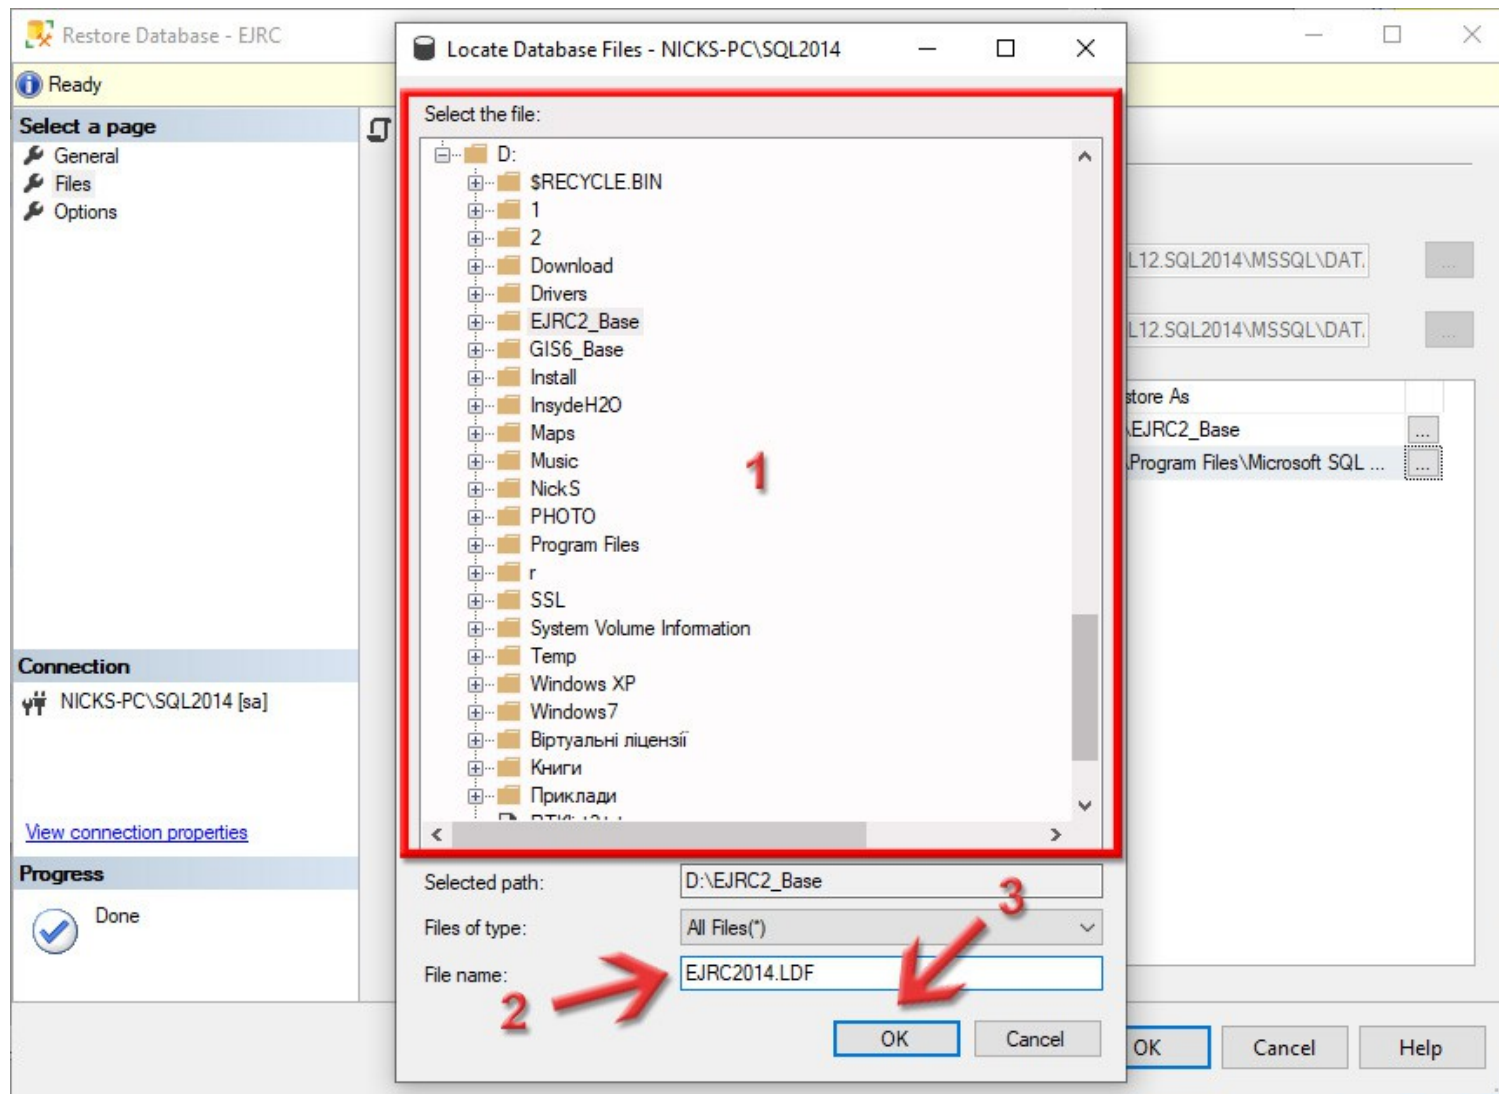 Restore Database - EJRC
Ready
Select a page
General
Files
Options
Connection
NICKS-PC\SQL2014 [sa]
View connection properties
Progress
Done
Locate Database Files - NICKS-PC\SQL2014
Select the file:
D:
$RECYCLE.BIN
1
2
Download
Drivers
EJRC2_Base
GIS6_Base
Install
InsydeH2O
Maps
Music
NickS
PHOTO
Program Files
r
SSL
System Volume Information
Temp
Windows XP
Windows7
Віртуальні ліцензії
Книги
Приклади
1
Selected path: D:\EJRC2_Base
3
Files of type: All Files(*)
File name: EJRC2014.LDF
2
OK Cancel
L12.SQL2014\MSSQL\DAT. ...
L12.SQL2014\MSSQL\DAT. ...
store As
\EJRC2_Base ...
\Program Files\Microsoft SQL ... ...
OK Cancel Help